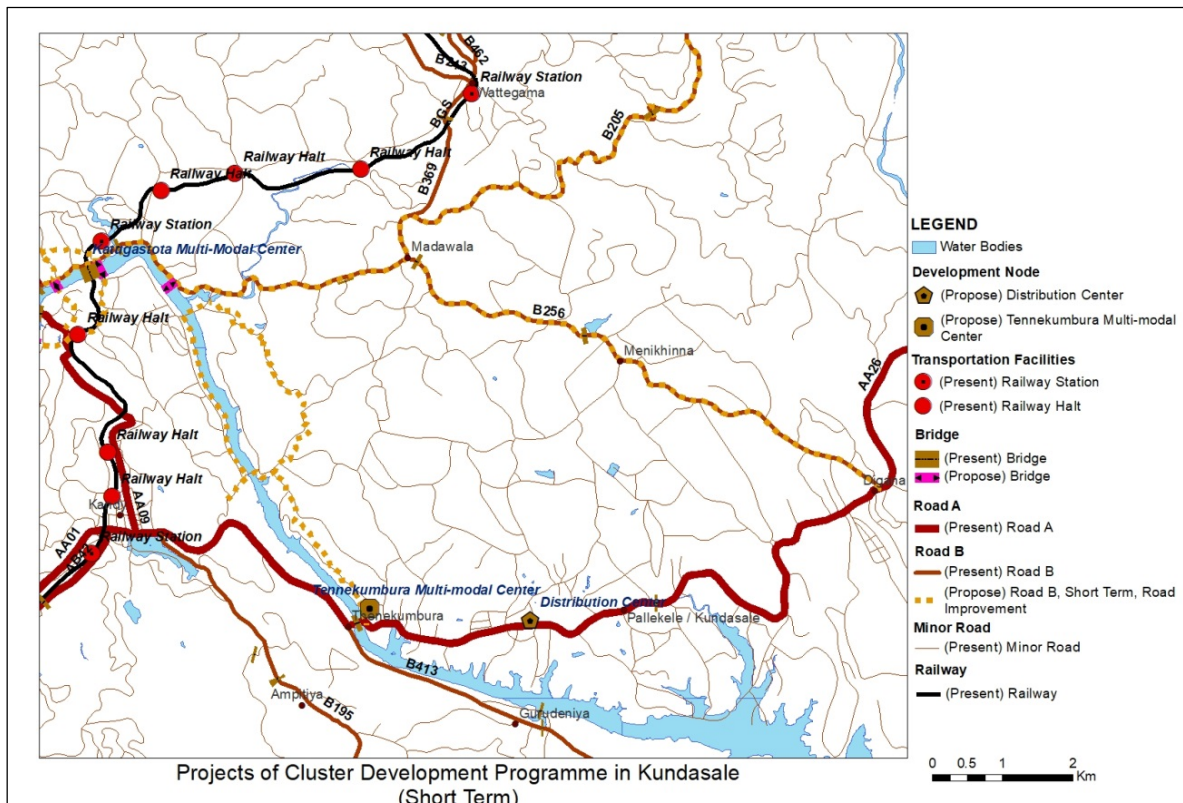 B462
Railway Station
Wattegama
BGS
B205
Railway Halt
Railway Halt
Railway Halt
B369
Railway Station
Katugastota Multi-Modal Center
Madawala
B256
Railway Halt
Menikhinna
AA26
Railway Halt
Railway Halt
Digana
AA09
AA01
Railway Station
Tennekumbura Multi-modal Center
Distribution Center
Pallekele / Kundasale
B413
Ampitiya
B195
Gurudeniya
LEGEND
Water Bodies
Development Node
(Propose) Distribution Center
(Propose) Tennekumbura Multi-modal
Center
Transportation Facilities
(Present) Railway Station
(Present) Railway Halt
Bridge
(Present) Bridge
(Propose) Bridge
Road A
(Present) Road A
Road B
(Present) Road B
(Propose) Road B, Short Term, Road
Improvement
Minor Road
(Present) Minor Road
Railway
(Present) Railway
0 0.5 1 2
Km
Projects of Cluster Development Programme in Kundasale
(Short Term)